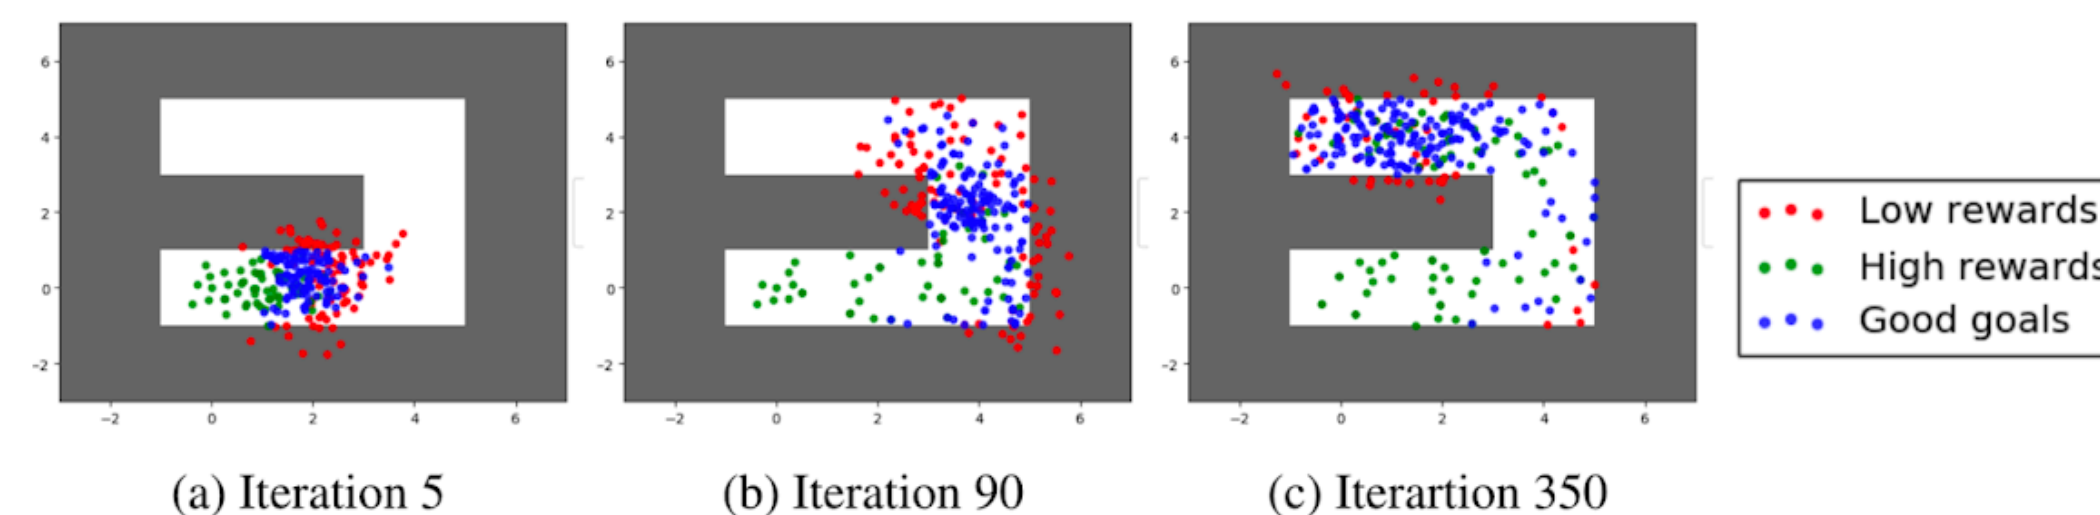 6
4
2
0
−2
−2 0 2 4 6
6
4
2
0
−2
−2 0 2 4 6
6
4
2
0
−2
−2 0 2 4 6
Low rewards
High rewards
Good goals
(a) Iteration 5
(b) Iteration 90
(c) Iterartion 350